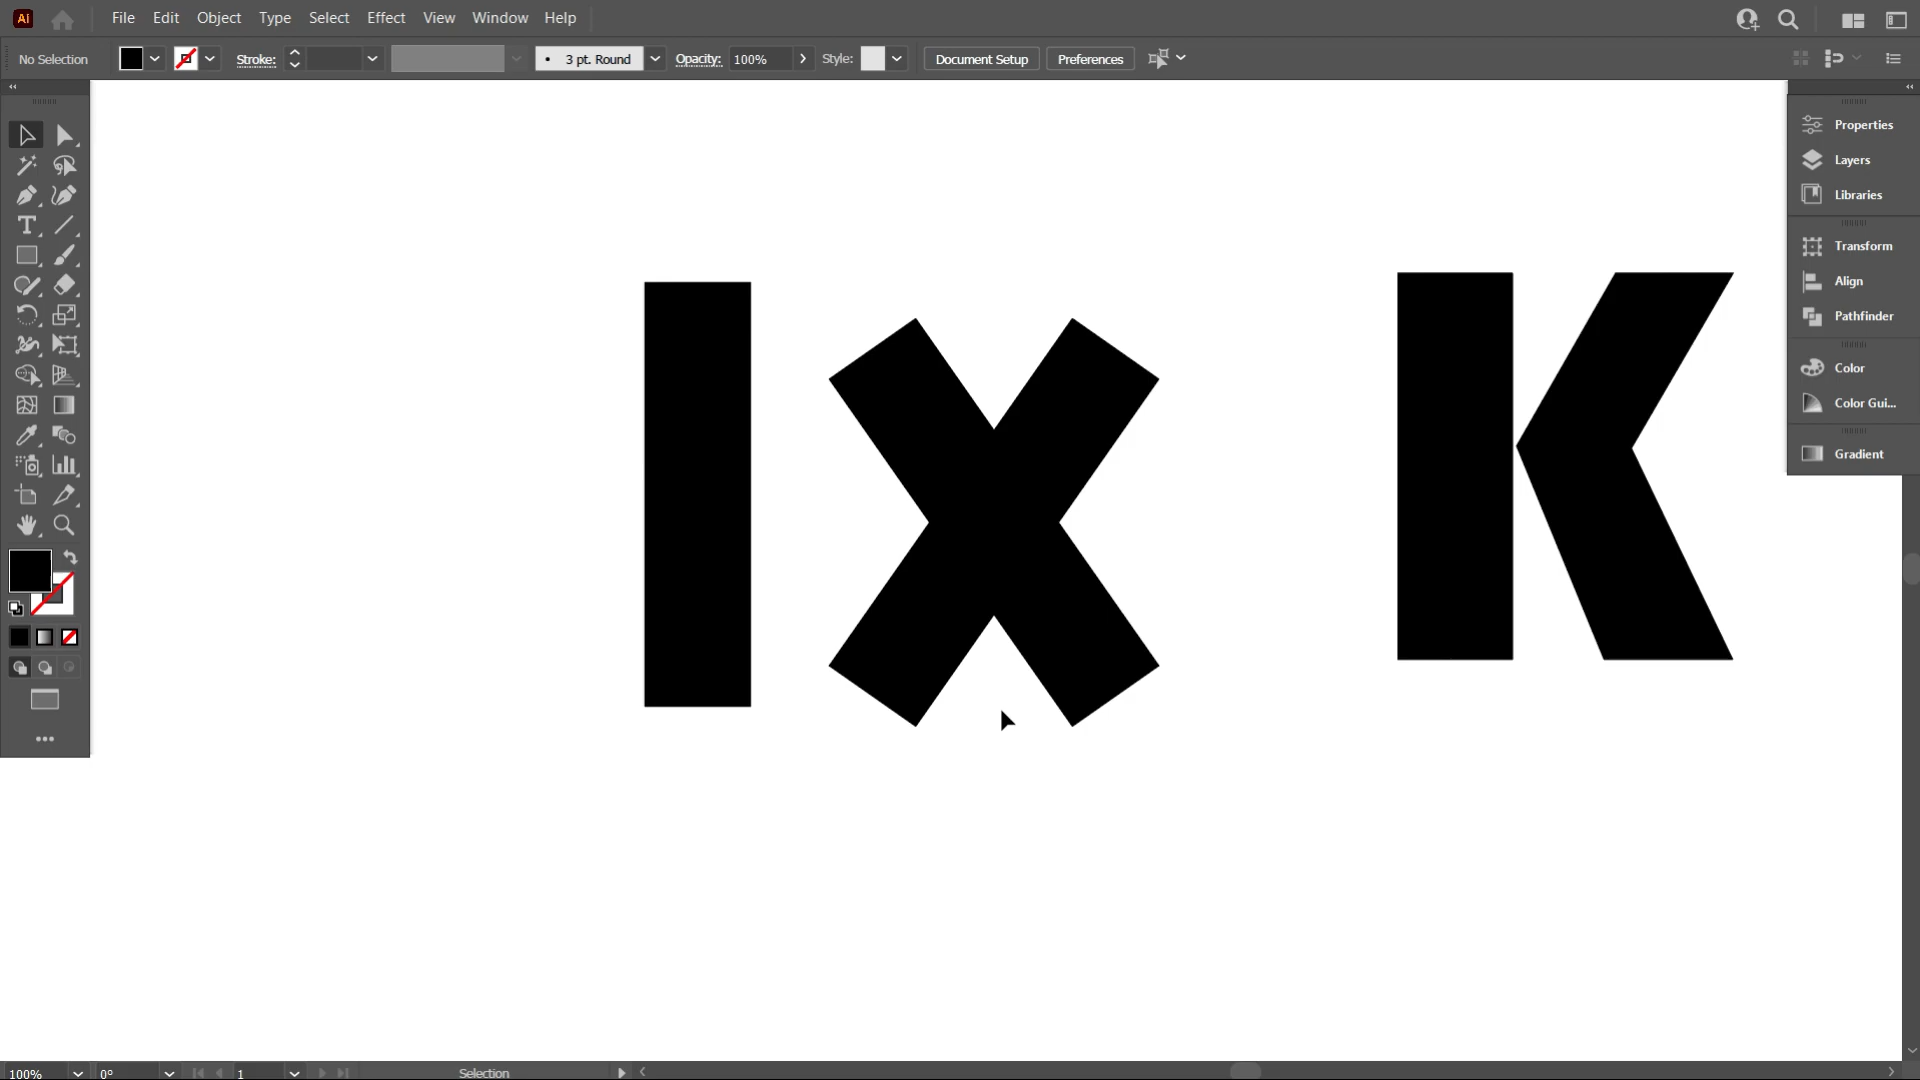 Ai File Edit Object Type Select Effect View Window Help
No Selection Stroke: 3 pt. Round Opacity: 100% Style: Document Setup Preferences
Properties
Layers
Libraries
Transform
Align
Pathfinder
Color
Color Gui...
Gradient
I x K
100% 0° 1 Selection